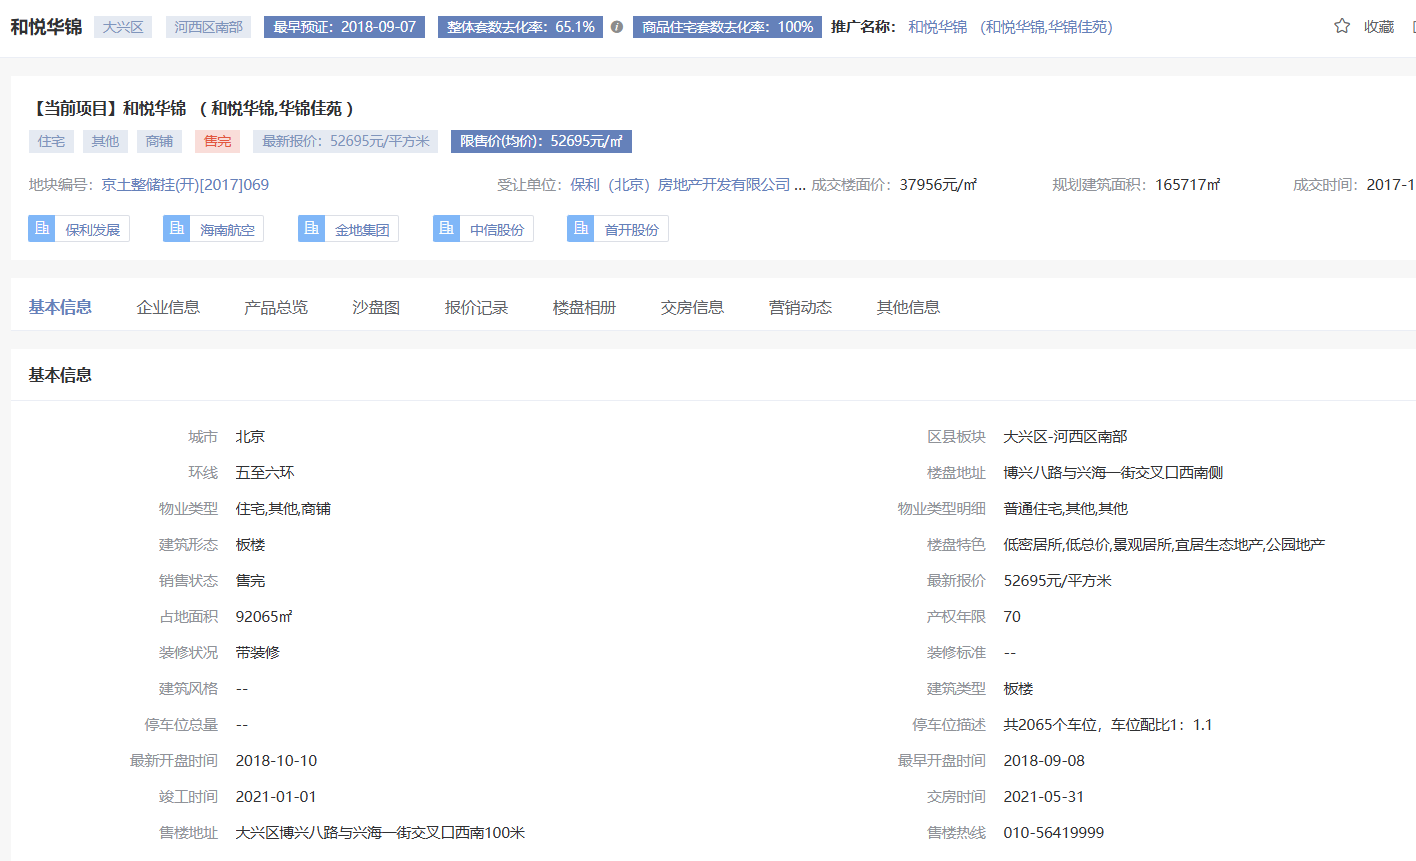 和悦华锦 大兴区 河西区南部 最早预证：2018-09-07 整体套数去化率：65.1% 商品住宅套数去化率：100% 推广名称： 和悦华锦 (和悦华锦,华锦佳苑) 收藏
【当前项目】和悦华锦 （ 和悦华锦,华锦佳苑 ）
住宅 其他 商铺 售完 最新报价：52695元/平方米 限售价(均价)：52695元/㎡
地块编号：京土整储挂(开)[2017]069 受让单位：保利（北京）房地产开发有限公司 ... 成交楼面价：37956元/㎡ 规划建筑面积：165717㎡ 成交时间：2017-1
保利发展 海南航空 金地集团 中信股份 首开股份
基本信息 企业信息 产品总览 沙盘图 报价记录 楼盘相册 交房信息 营销动态 其他信息
基本信息
城市 北京 区县板块 大兴区-河西区南部
环线 五至六环 楼盘地址 博兴八路与兴海一街交叉口西南侧
物业类型 住宅,其他,商铺 物业类型明细 普通住宅,其他,其他
建筑形态 板楼 楼盘特色 低密居所,低总价,景观居所,宜居生态地产,公园地产
销售状态 售完 最新报价 52695元/平方米
占地面积 92065㎡ 产权年限 70
装修状况 带装修 装修标准 --
建筑风格 -- 建筑类型 板楼
停车位总量 -- 停车位描述 共2065个车位，车位配比1：1.1
最新开盘时间 2018-10-10 最早开盘时间 2018-09-08
竣工时间 2021-01-01 交房时间 2021-05-31
售楼地址 大兴区博兴八路与兴海一街交叉口西南100米 售楼热线 010-56419999